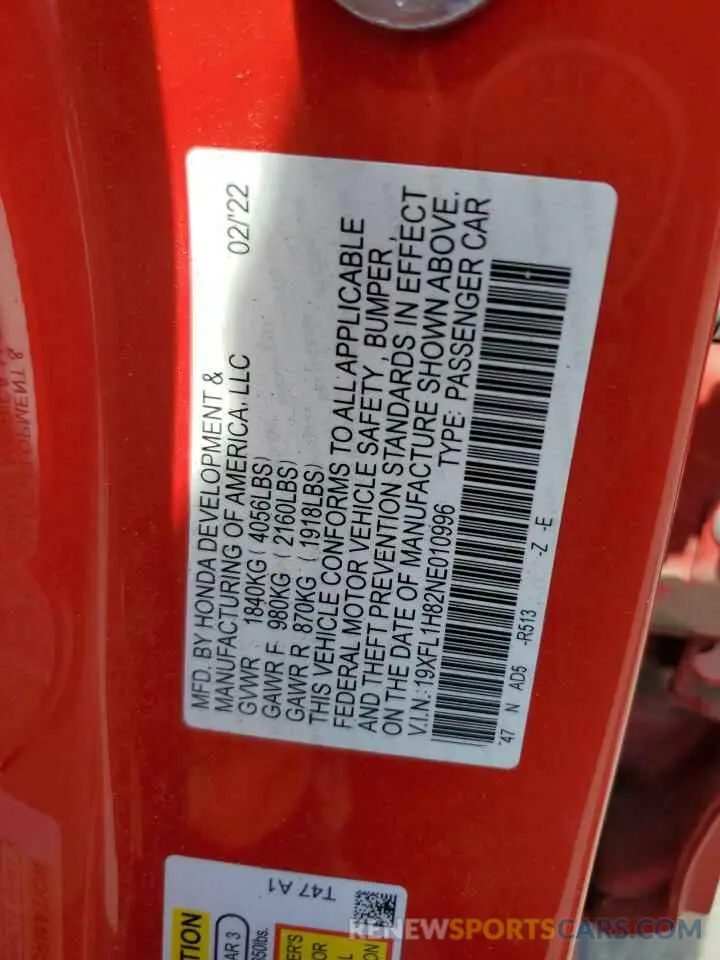 MFD. BY HONDA DEVELOPMENT &
MANUFACTURING OF AMERICA, LLC 02/'22
GVWR 1840KG ( 4056LBS)
GAWR F 980KG ( 2160LBS)
GAWR R 870KG ( 1918LBS)
THIS VEHICLE CONFORMS TO ALL APPLICABLE
FEDERAL MOTOR VEHICLE SAFETY , BUMPER ,
AND THEFT PREVENTION STANDARDS IN EFFECT
ON THE DATE OF MANUFACTURE SHOWN ABOVE.
V.I.N.: 19XFL1H82NE010996 TYPE: PASSENGER CAR
47 N AD5 -R513 -Z -E
T47 A1
RENEWSPORTSCARS.COM